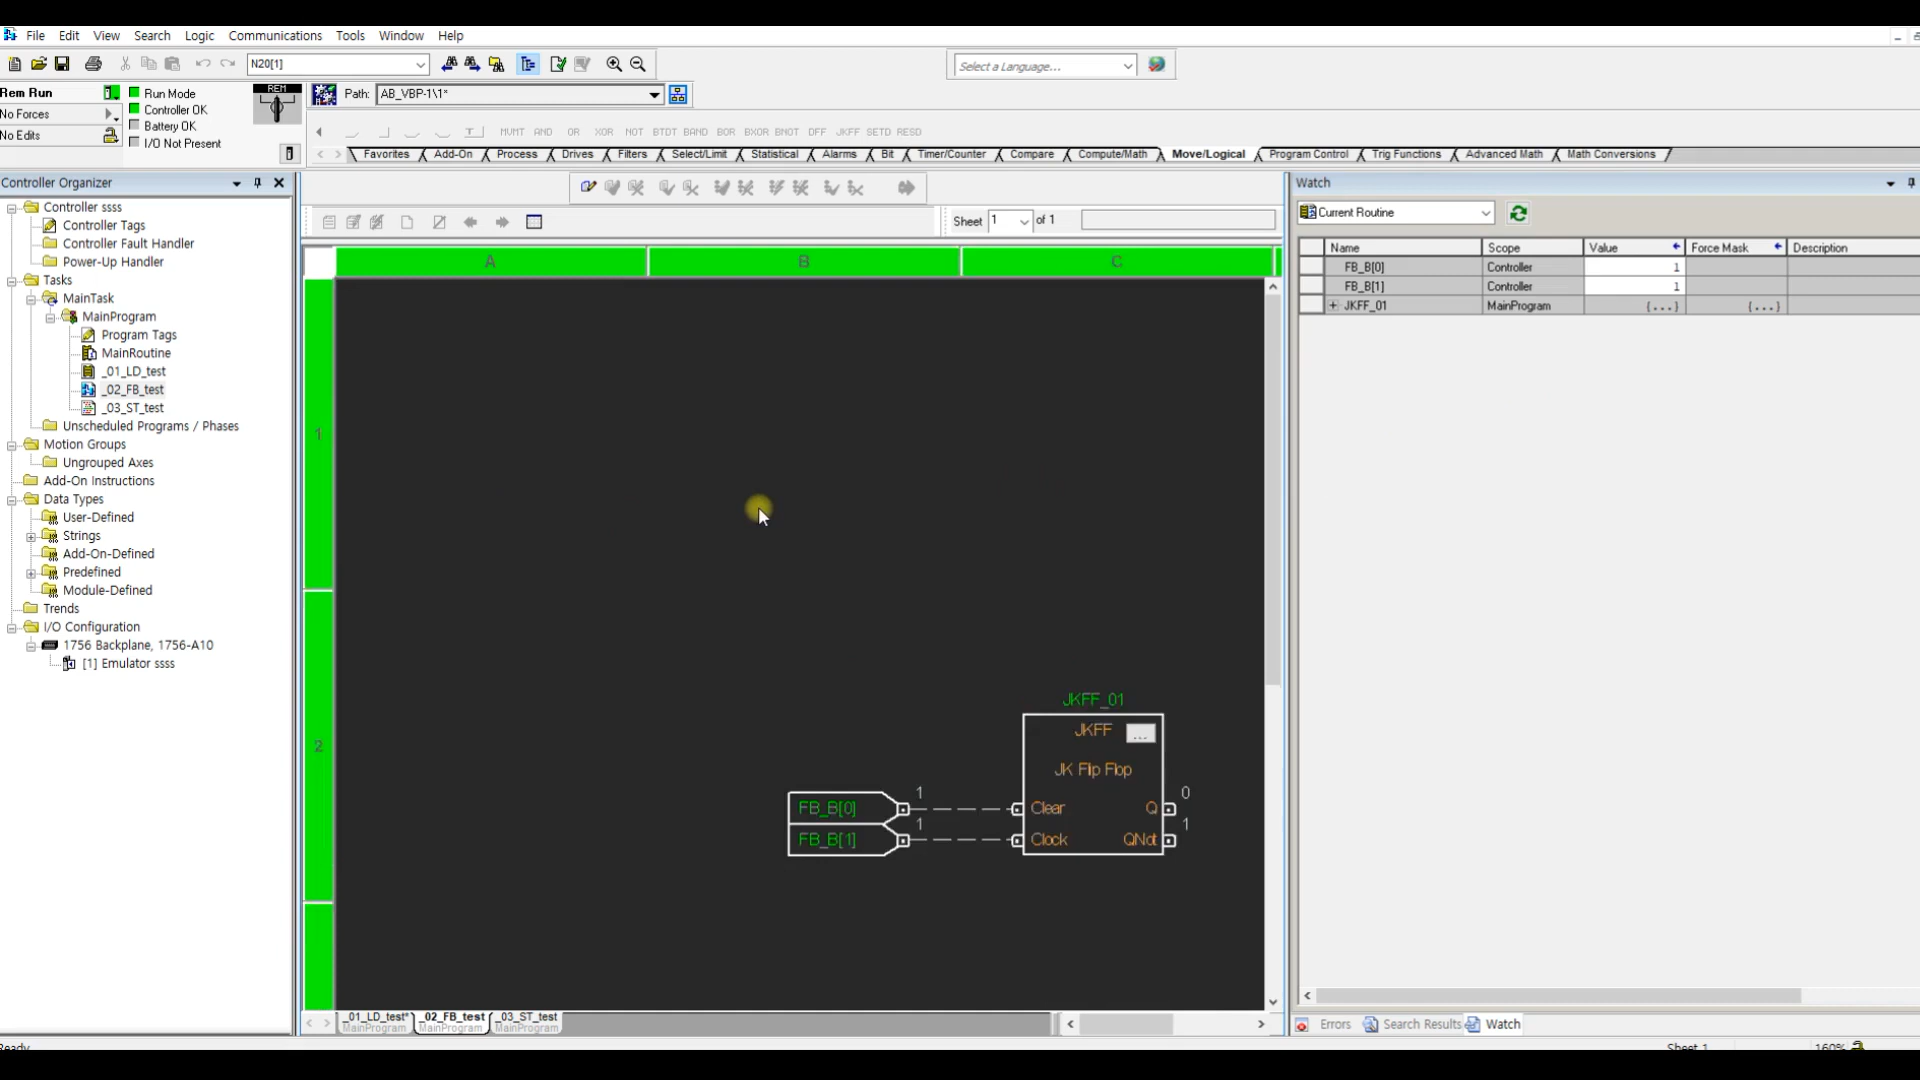 File Edit View Search Logic Communications Tools Window Help
N20[1]
Select a Language...
Rem Run
No Forces
No Edits
Run Mode
Controller OK
Battery OK
I/O Not Present
REM
Path: AB_VBP-1\1*
MVMT AND OR XOR NOT BTDT BAND BOR BXOR BNOT DFF JKFF SETD RESD
Favorites Add-On Process Drives Filters Select/Limit Statistical Alarms Bit Timer/Counter Compare Compute/Math Move/Logical Program Control Trig Functions Advanced Math Math Conversions
Controller Organizer
Controller ssss
Controller Tags
Controller Fault Handler
Power-Up Handler
Tasks
MainTask
MainProgram
Program Tags
MainRoutine
_01_LD_test
_02_FB_test
_03_ST_test
Unscheduled Programs / Phases
Motion Groups
Ungrouped Axes
Add-On Instructions
Data Types
User-Defined
Strings
Add-On-Defined
Predefined
Module-Defined
Trends
I/O Configuration
1756 Backplane, 1756-A10
[1] Emulator ssss
Sheet 1 of 1
A B C
1
2
JKFF_01
JKFF ...
JK Flip Flop
FB_B[0] 1 Clear Q 0
FB_B[1] 1 Clock QNot 1
_01_LD_test* _02_FB_test _03_ST_test
MainProgram MainProgram MainProgram
Watch
Current Routine
Name Scope Value Force Mask Description
FB_B[0] Controller 1
FB_B[1] Controller 1
JKFF_01 MainProgram {...} {...}
Errors Search Results Watch
Ready Sheet 1 160%